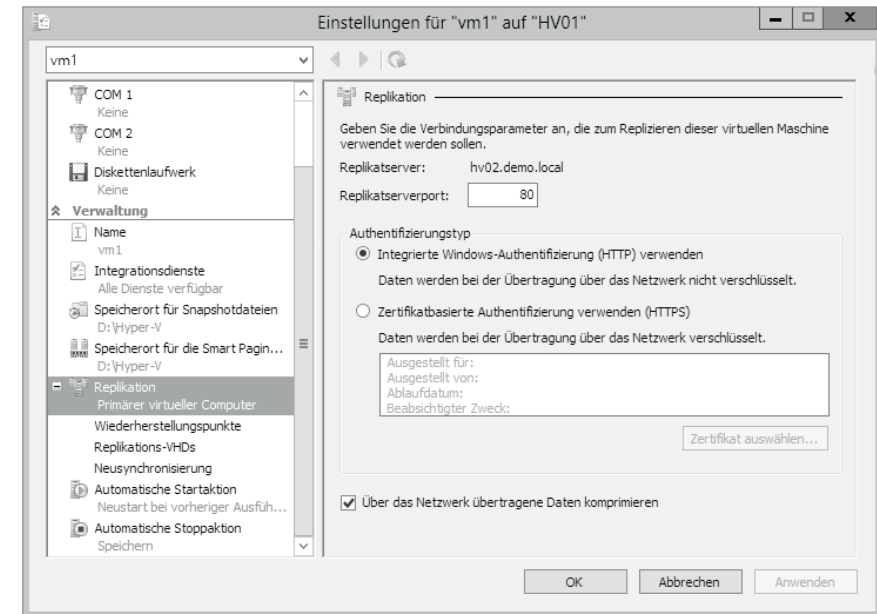 Einstellungen für "vm1" auf "HV01"
vm1
COM 1
Keine
COM 2
Keine
Diskettenlaufwerk
Keine
Verwaltung
Name
vm1
Integrationsdienste
Alle Dienste verfügbar
Speicherort für Snapshotdateien
D:\Hyper-V
Speicherort für die Smart Pagin...
D:\Hyper-V
Replikation
Primärer virtueller Computer
Wiederherstellungspunkte
Replikations-VHDs
Neusynchronisierung
Automatische Startaktion
Neustart bei vorheriger Ausfüh...
Automatische Stoppaktion
Speichern
Replikation
Geben Sie die Verbindungsparameter an, die zum Replizieren dieser virtuellen Maschine
verwendet werden sollen.
Replikatserver: hv02.demo.local
Replikatserverport: 80
Authentifizierungstyp
Integrierte Windows-Authentifizierung (HTTP) verwenden
Daten werden bei der Übertragung über das Netzwerk nicht verschlüsselt.
Zertifikatbasierte Authentifizierung verwenden (HTTPS)
Daten werden bei der Übertragung über das Netzwerk verschlüsselt.
Ausgestellt für:
Ausgestellt von:
Ablaufdatum:
Beabsichtigter Zweck:
Zertifikat auswählen...
Über das Netzwerk übertragene Daten komprimieren
OK Abbrechen Anwenden